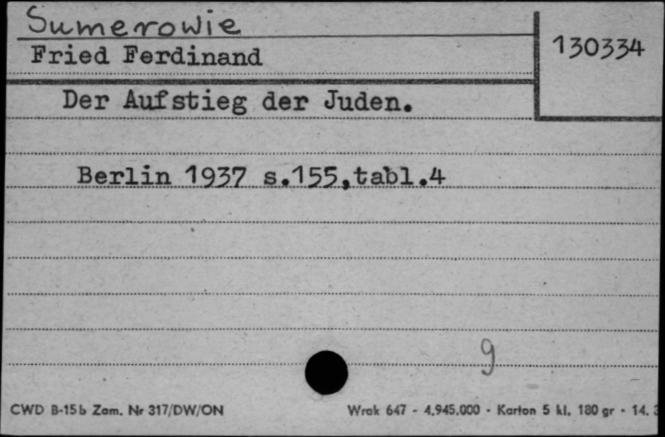 Sumerowie
Fried Ferdinand
130334
Der Aufstieg der Juden.
Berlin 1937 s.155,tabl.4
9
CWD B-15b Zam. Nr 317/DW/ON
Wrak 647 - 4.945.000 - Karton 5 kl. 180 gr - 14.